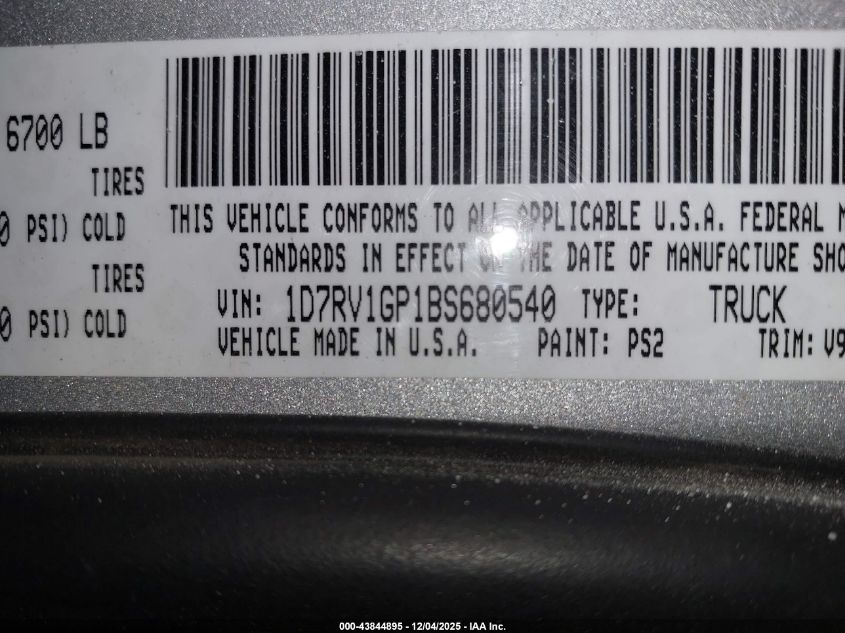 6700 LB
TIRES
0 PSI) COLD
TIRES
0 PSI) COLD
THIS VEHICLE CONFORMS TO ALL APPLICABLE U.S.A. FEDERAL M
STANDARDS IN EFFECT ON THE DATE OF MANUFACTURE SHO
VIN: 1D7RV1GP1BS680540 TYPE: TRUCK
VEHICLE MADE IN U.S.A. PAINT: PS2 TRIM: V9
000-43844895 - 12/04/2025 - IAA Inc.